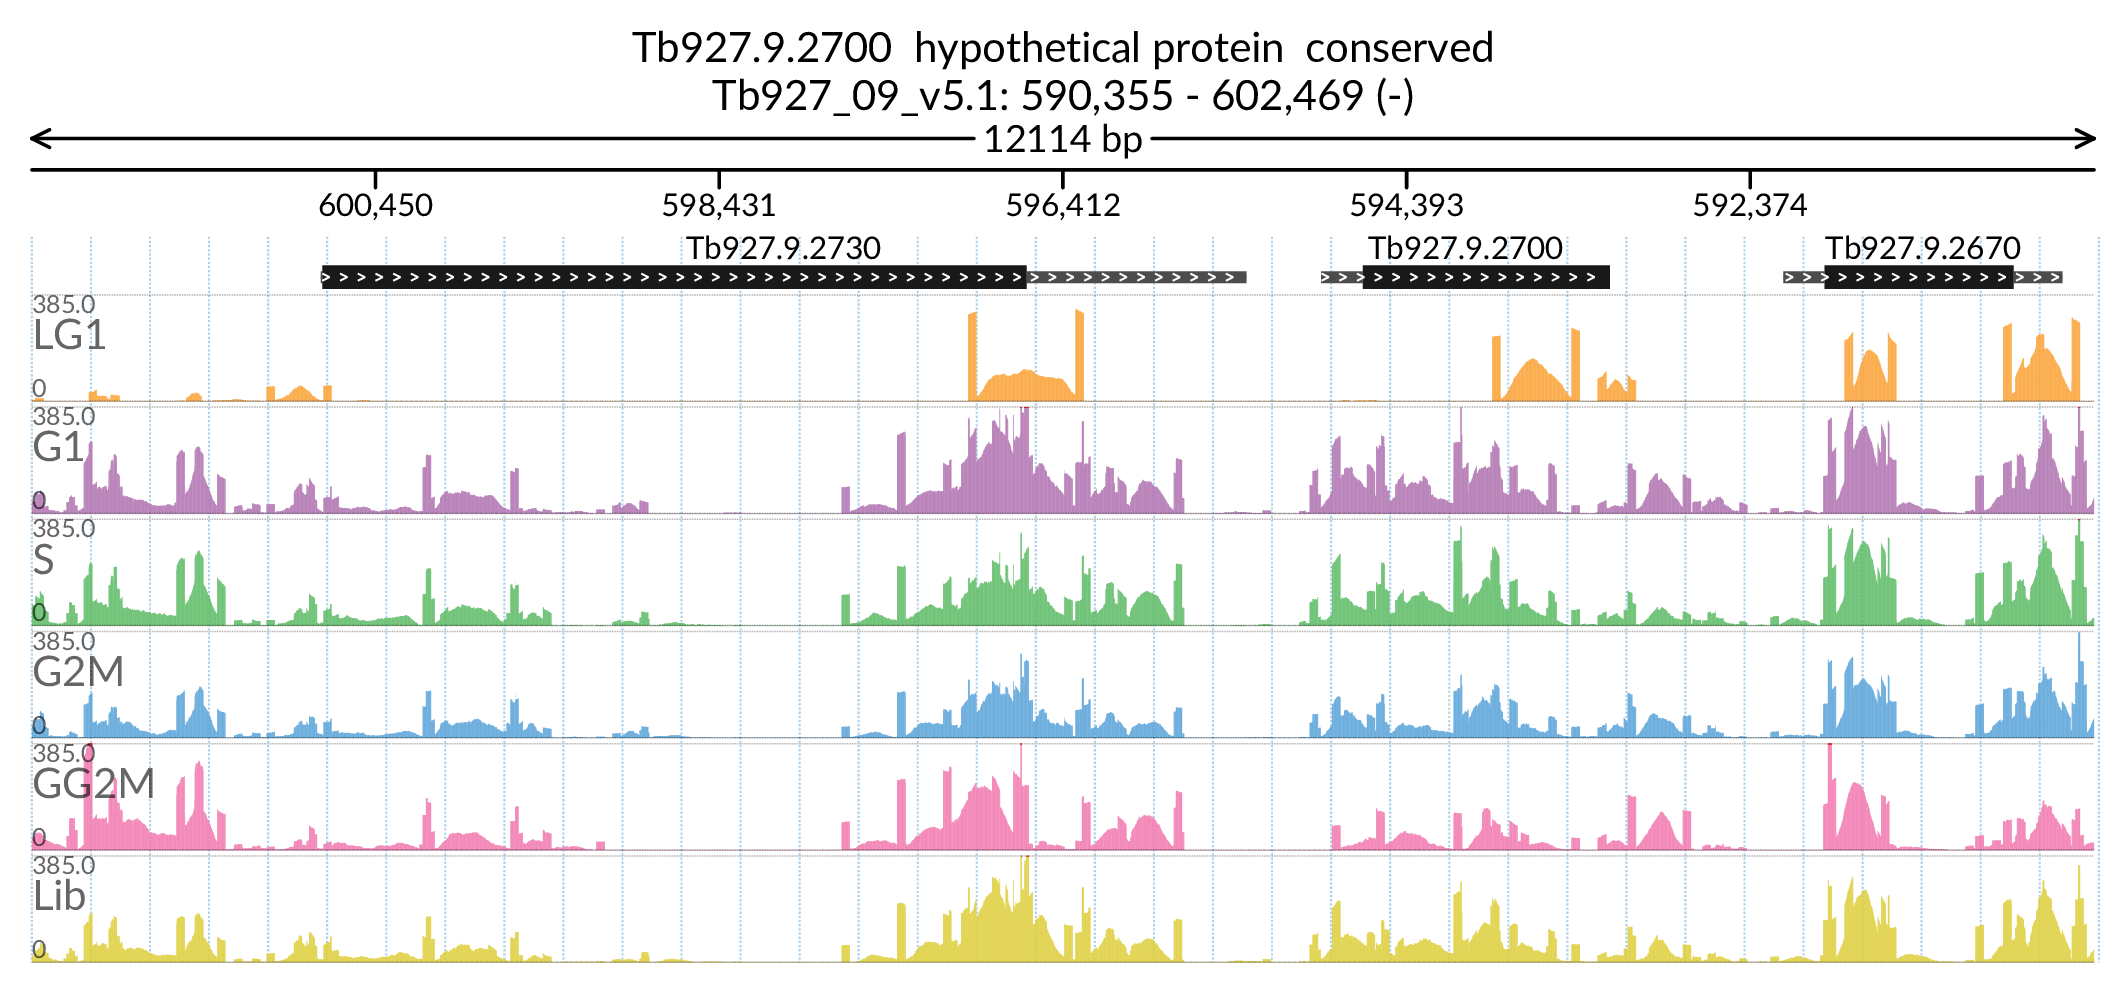 Tb927.9.2700 hypothetical protein conserved
Tb927_09_v5.1: 590,355 - 602,469 (-)
12114 bp
600,450 598,431 596,412 594,393 592,374
Tb927.9.2730 Tb927.9.2700 Tb927.9.2670
385.0
LG1
0
385.0
G1
0
385.0
S
0
385.0
G2M
0
385.0
GG2M
0
385.0
Lib
0